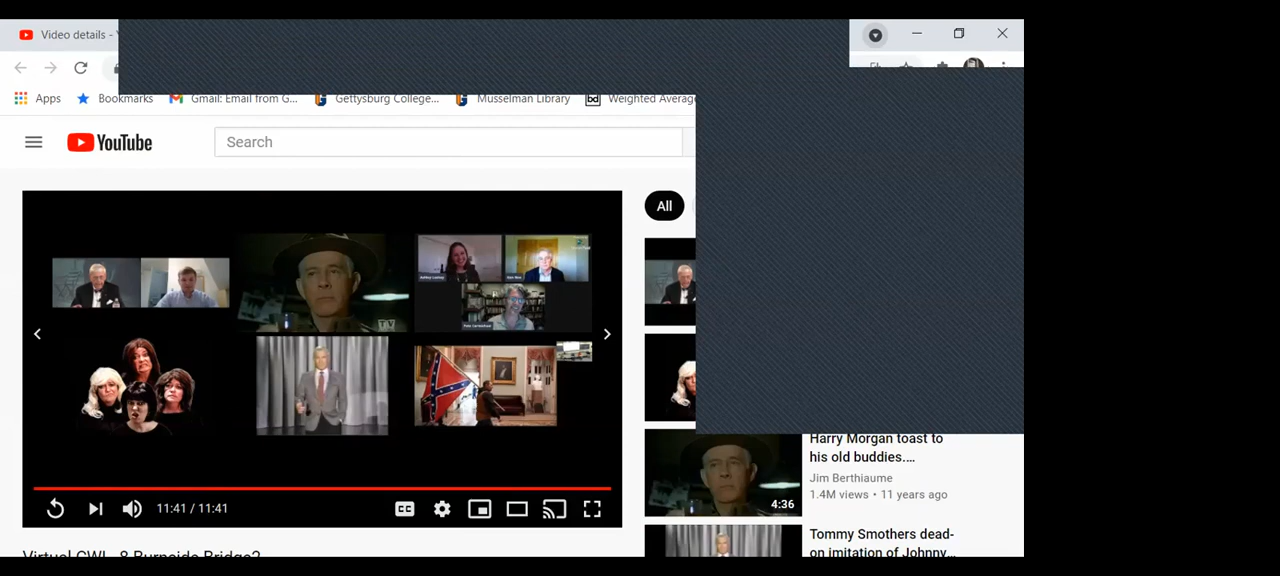 Video details -
Apps
Bookmarks
Gmail: Email from G...
Gettysburg College...
Musselman Library
bd
Weighted Average
YouTube
Search
All
TV
CC
11:41 / 11:41
Harry Morgan toast to
his old buddies....
Jim Berthiaume
1.4M views • 11 years ago
4:36
Tommy Smothers dead-
on imitation of Johnny...